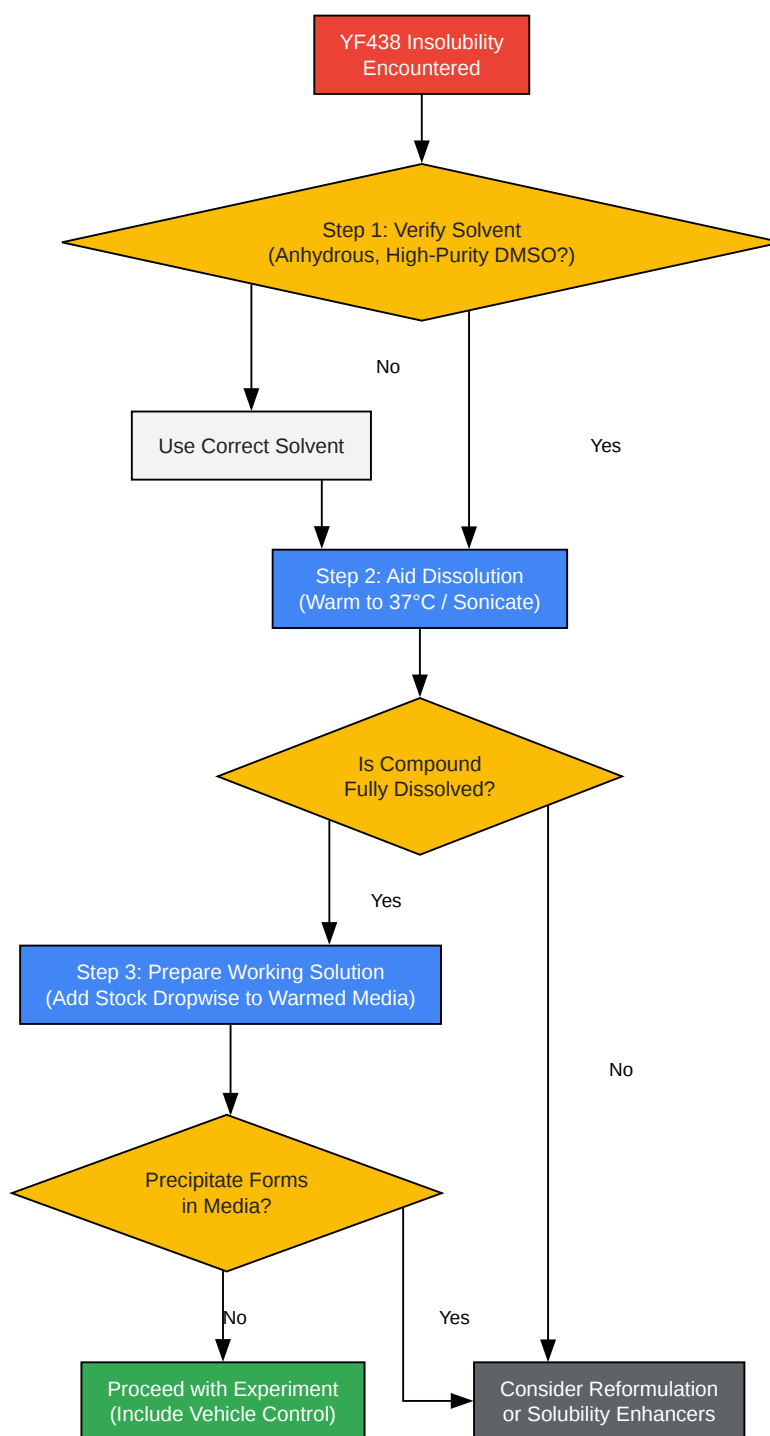 YF438 Insolubility
Encountered
Step 1: Verify Solvent
(Anhydrous, High-Purity DMSO?)
No
Use Correct Solvent
Yes
Step 2: Aid Dissolution
(Warm to 37°C / Sonicate)
Is Compound
Fully Dissolved?
Yes
Step 3: Prepare Working Solution
(Add Stock Dropwise to Warmed Media)
No
Precipitate Forms
in Media?
No
Yes
Proceed with Experiment
(Include Vehicle Control)
Consider Reformulation
or Solubility Enhancers